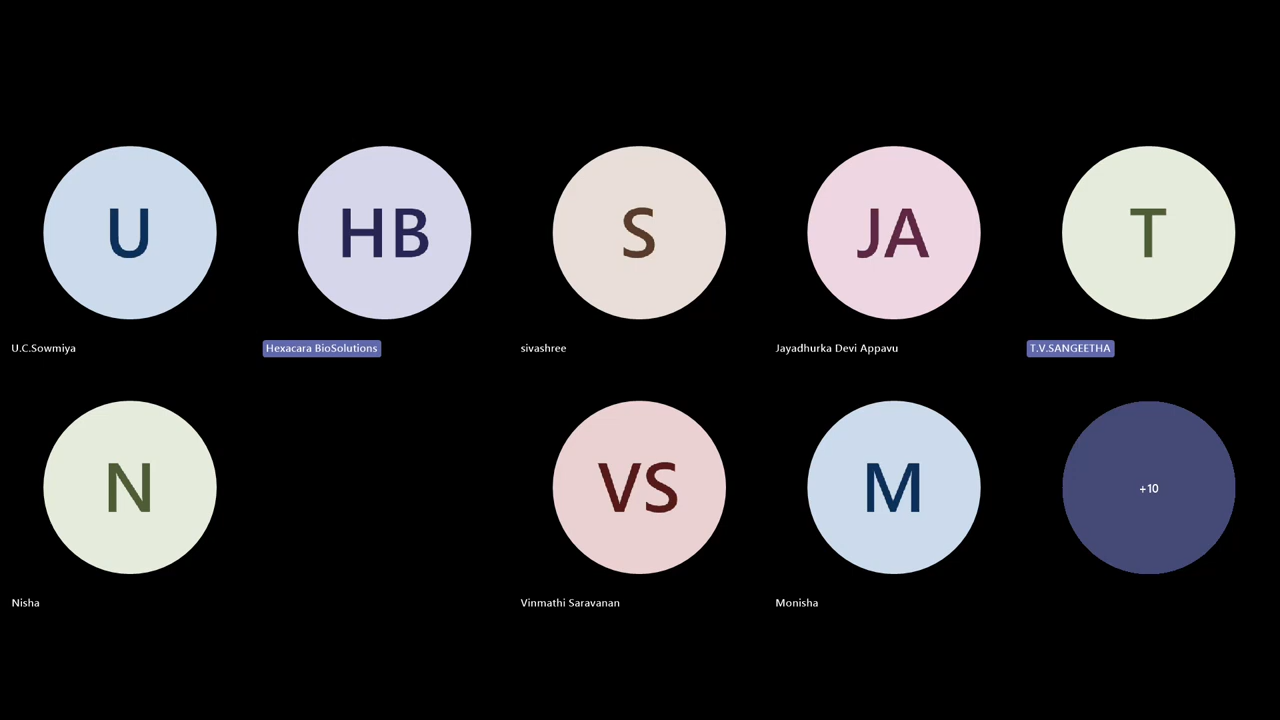 U
HB
S
JA
T
U.C.Sowmiya
Hexacara BioSolutions
sivashree
Jayadhurka Devi Appavu
T.V.SANGEETHA
N
VS
M
+10
Nisha
Vinmathi Saravanan
Monisha